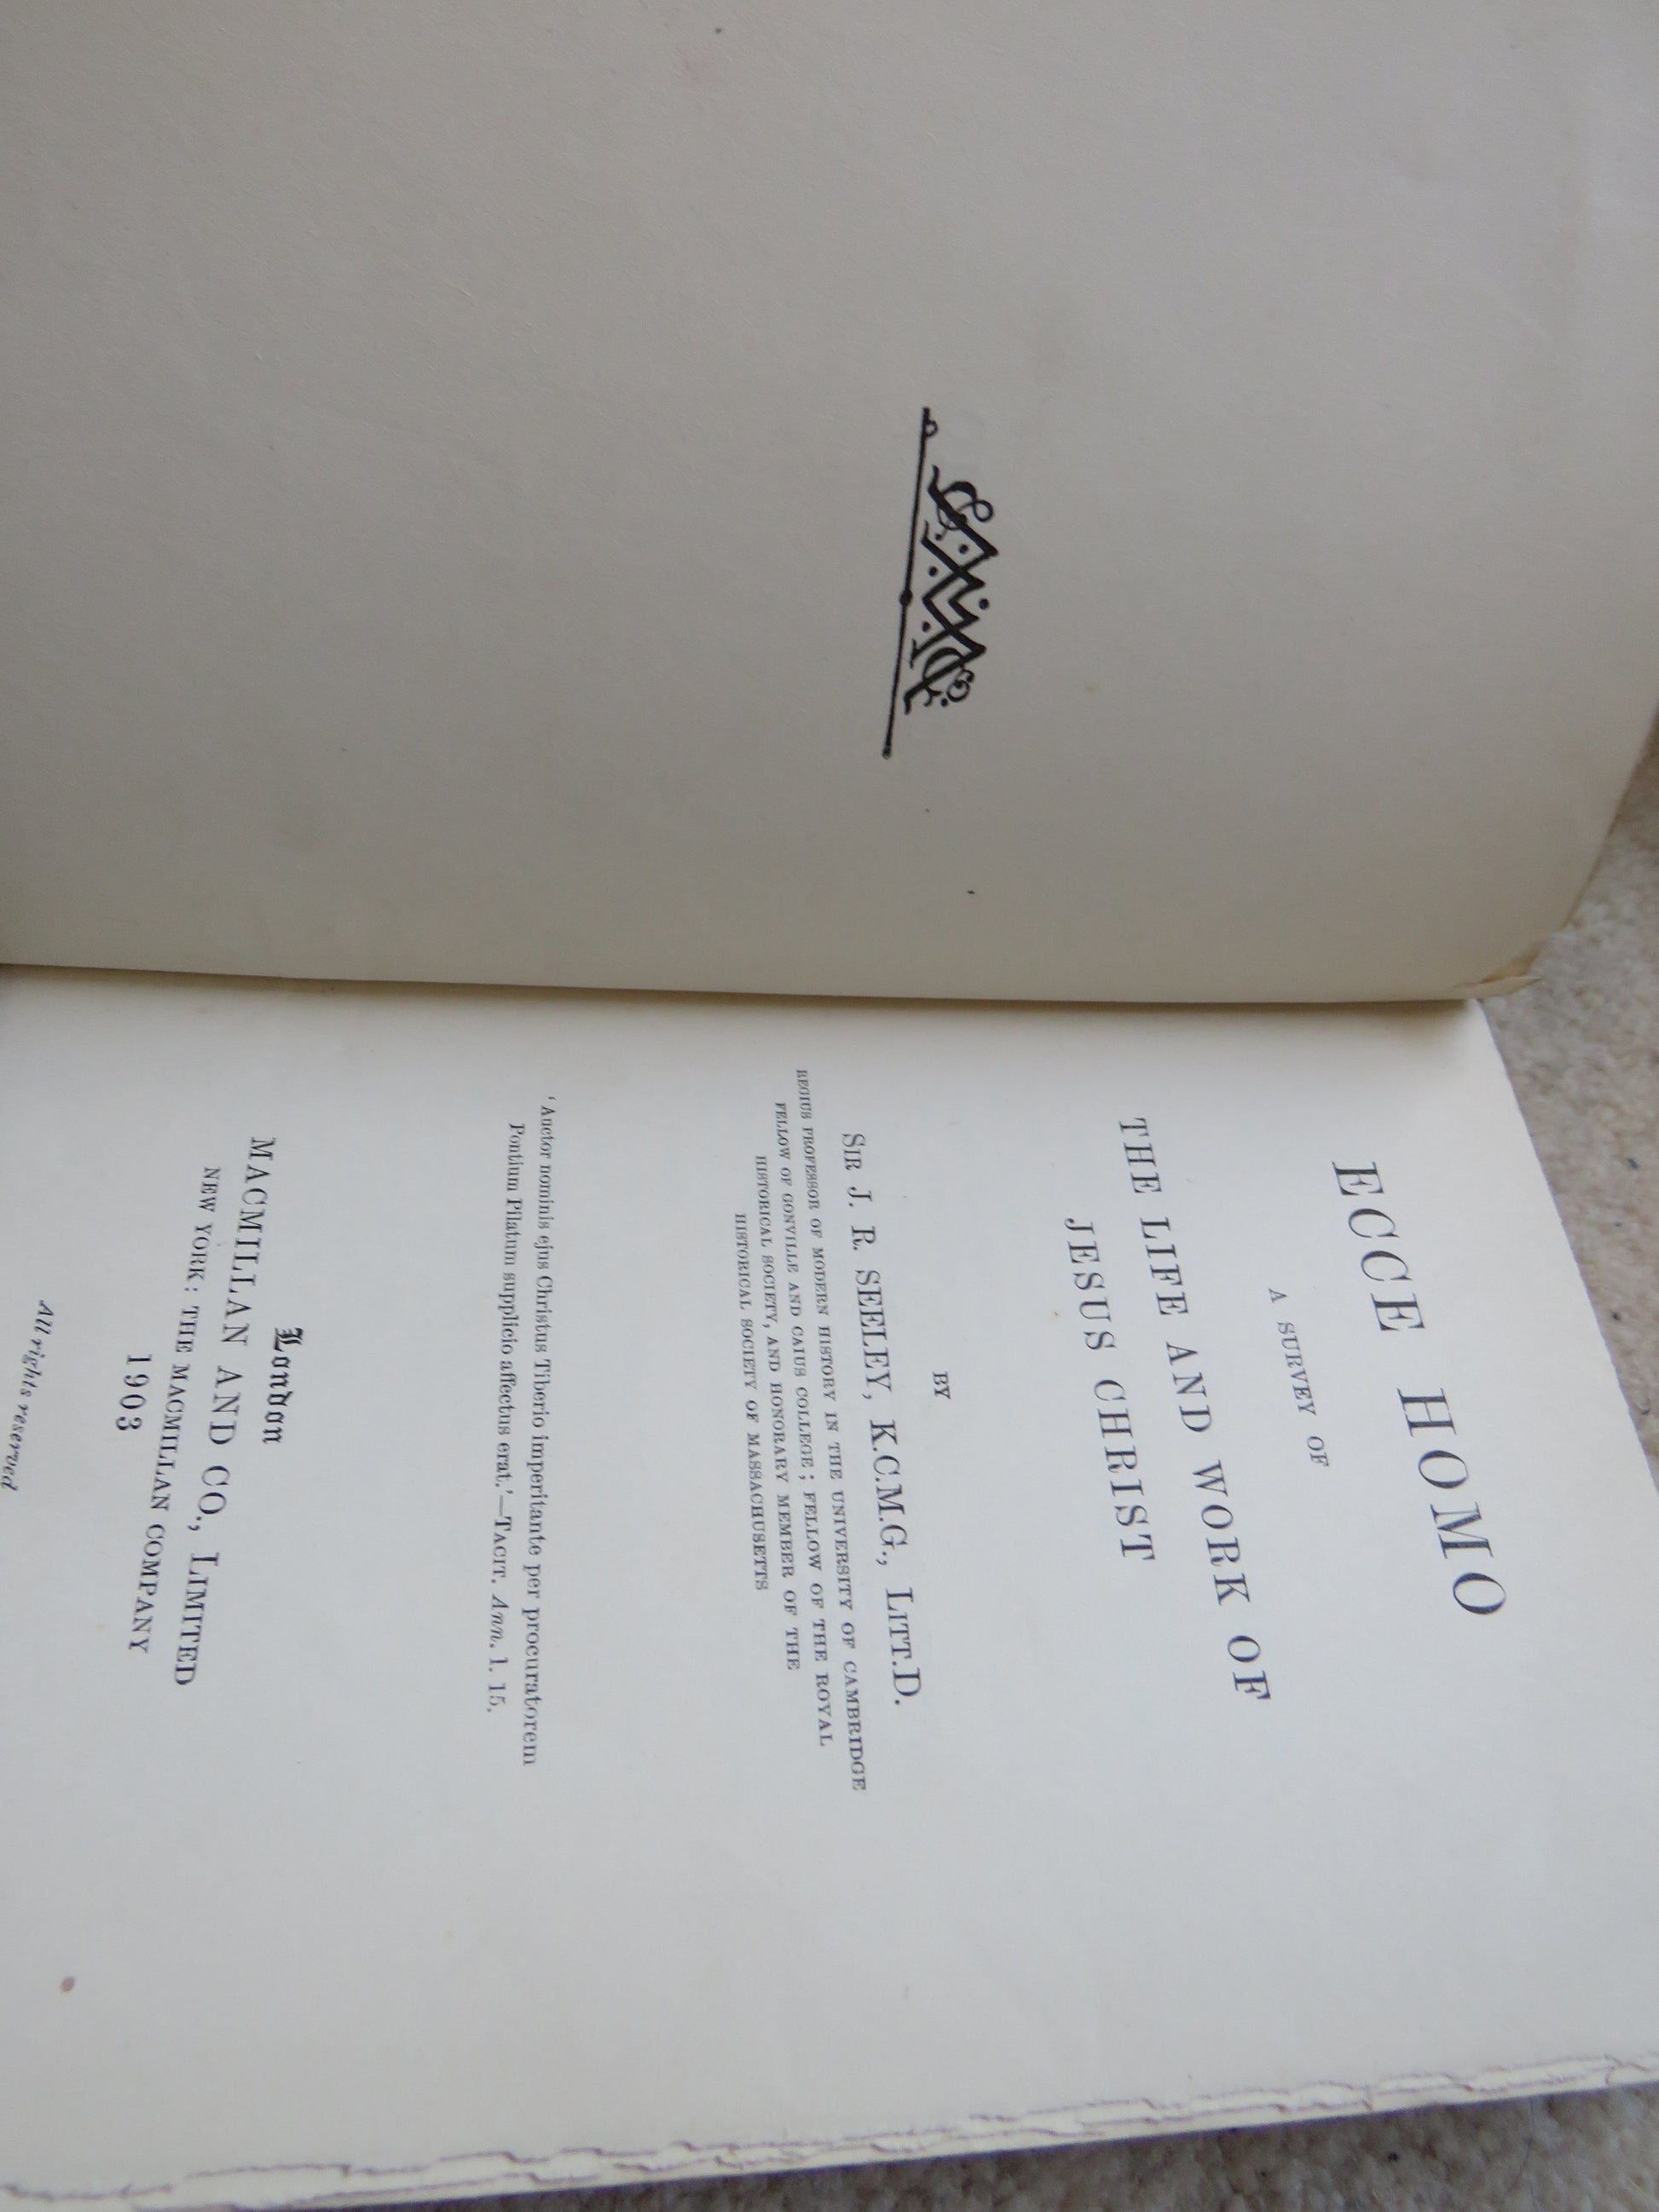 ECCE HOMO
A SURVEY OF
THE LIFE AND WORK OF
JESUS CHRIST
BY
SIR J. R. SEELEY, K.C.M.G., LITT.D.
REGIUS PROFESSOR OF MODERN HISTORY IN THE UNIVERSITY OF CAMBRIDGE
FELLOW OF GONVILLE AND CAIUS COLLEGE; FELLOW OF THE ROYAL
HISTORICAL SOCIETY, AND HONORARY MEMBER OF THE
HISTORICAL SOCIETY OF MASSACHUSETTS
‘Auctor nominis ejus Christus Tiberio imperitante per procuratorem
Pontium Pilatum supplicio affectus erat.’—TACIT. Ann. l. 15.
London
MACMILLAN AND CO., LIMITED
NEW YORK: THE MACMILLAN COMPANY
1903
All rights reserved